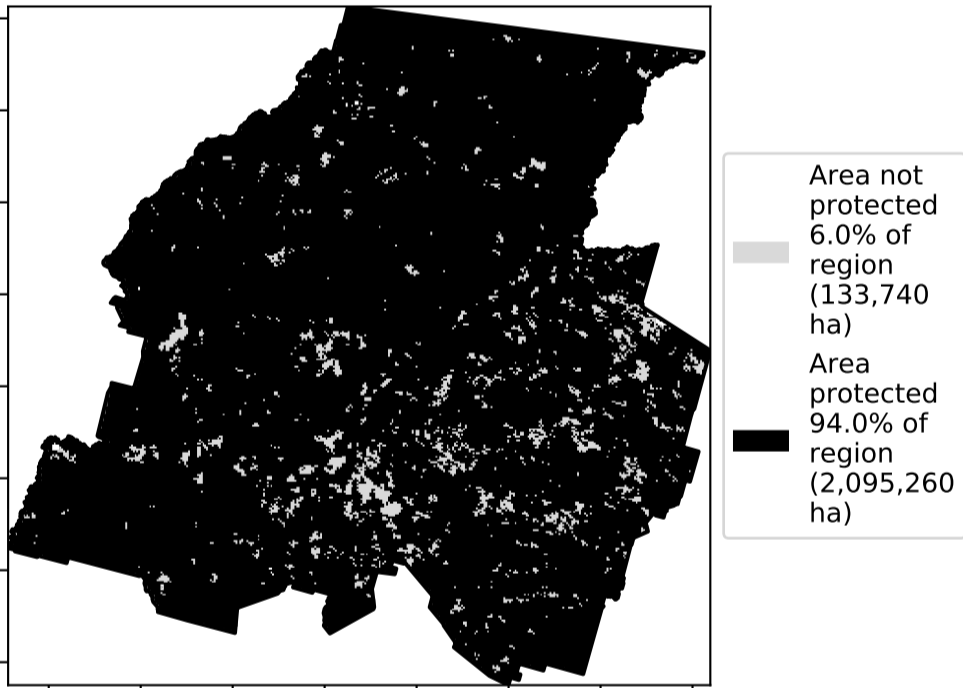 Area not
protected
6.0% of
region
(133,740
ha)
Area
protected
94.0% of
region
(2,095,260
ha)